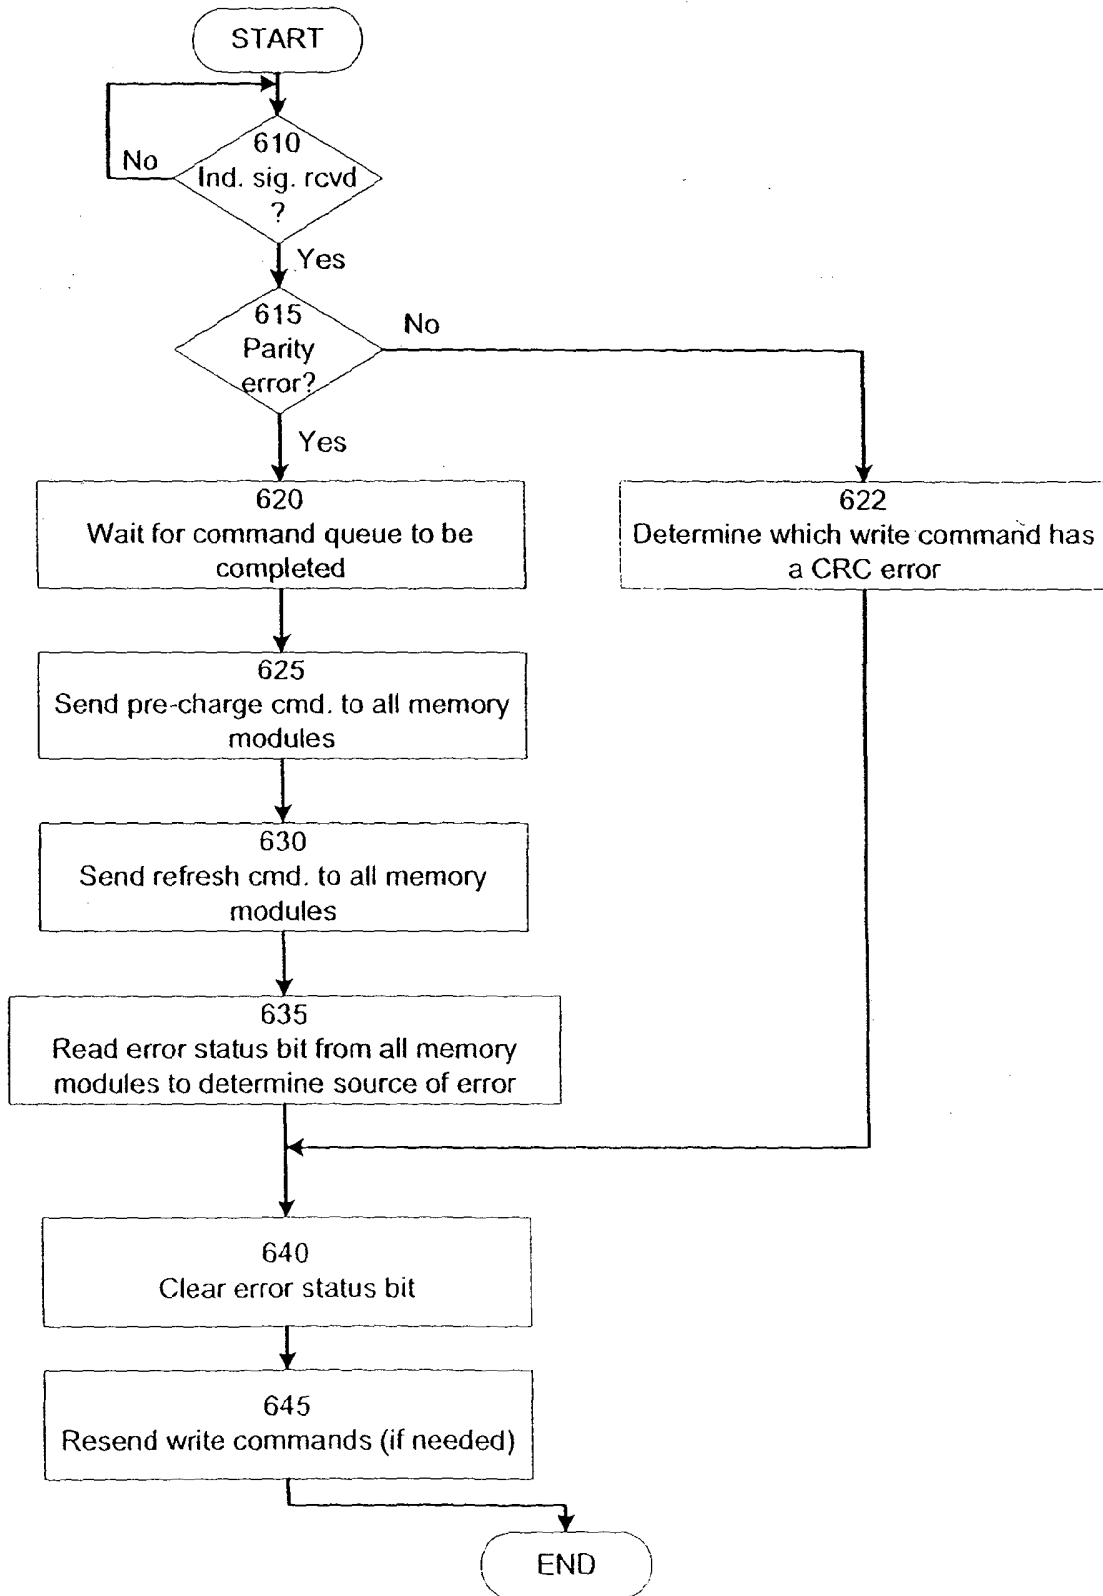 START
610
No
Ind. sig. rcvd
?
Yes
615
No
Parity
error?
Yes
620
Wait for command queue to be
completed
622
Determine which write command has
a CRC error
625
Send pre-charge cmd. to all memory
modules
630
Send refresh cmd. to all memory
modules
635
Read error status bit from all memory
modules to determine source of error
640
Clear error status bit
645
Resend write commands (if needed)
END